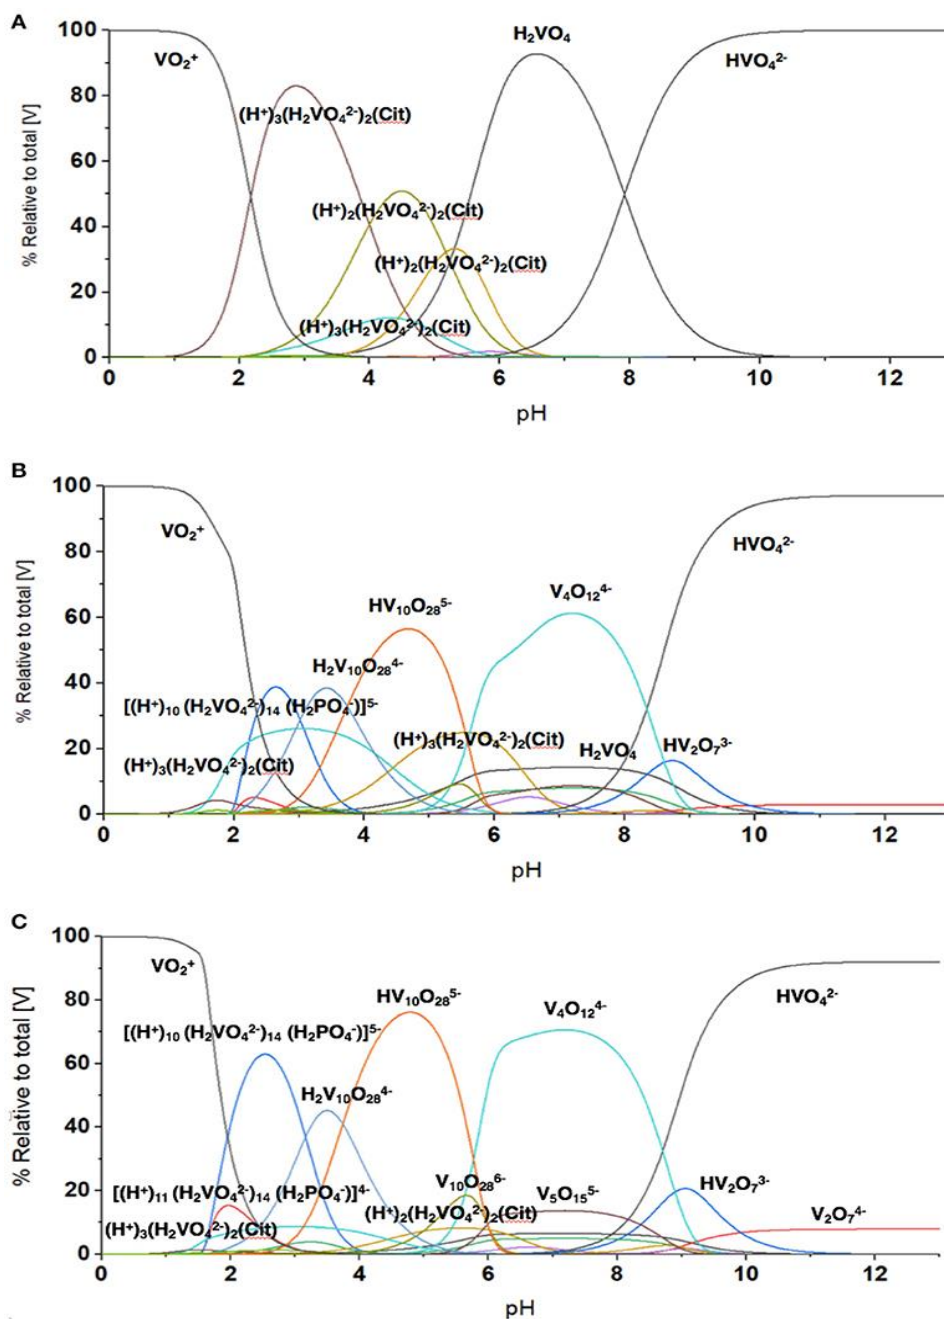 A
100
80
60
40
20
0
% Relative to total [V]
VO₂⁺
H₂VO₄
HVO₄²⁻
(H⁺)₃(H₂VO₄²⁻)₂(Cit)
(H⁺)₂(H₂VO₄²⁻)₂(Cit)
(H⁺)₂(H₂VO₄²⁻)₂(Cit)
(H⁺)₃(H₂VO₄²⁻)₂(Cit)
0 2 4 6 8 10 12
pH
B
100
80
60
40
20
0
% Relative to total [V]
VO₂⁺
HVO₄²⁻
HV₁₀O₂₈⁵⁻
V₄O₁₂⁴⁻
H₂V₁₀O₂₈⁴⁻
[(H⁺)₁₀ (H₂VO₄²⁻)₁₄ (H₂PO₄⁻)]⁵⁻
(H⁺)₃(H₂VO₄²⁻)₂(Cit)
H₂VO₄
HV₂O₇³⁻
(H⁺)₃(H₂VO₄²⁻)₂(Cit)
0 2 4 6 8 10 12
pH
C
100
80
60
40
20
0
% Relative to total [V]
VO₂⁺
HV₁₀O₂₈⁵⁻
HVO₄²⁻
V₄O₁₂⁴⁻
[(H⁺)₁₀ (H₂VO₄²⁻)₁₄ (H₂PO₄⁻)]⁵⁻
H₂V₁₀O₂₈⁴⁻
[(H⁺)₁₁ (H₂VO₄²⁻)₁₄ (H₂PO₄⁻)]⁴⁻
V₁₀O₂₈⁶⁻
V₅O₁₅⁵⁻
HV₂O₇³⁻
(H⁺)₂(H₂VO₄²⁻)₂(Cit)
V₂O₇⁴⁻
(H⁺)₃(H₂VO₄²⁻)₂(Cit)
0 2 4 6 8 10 12
pH